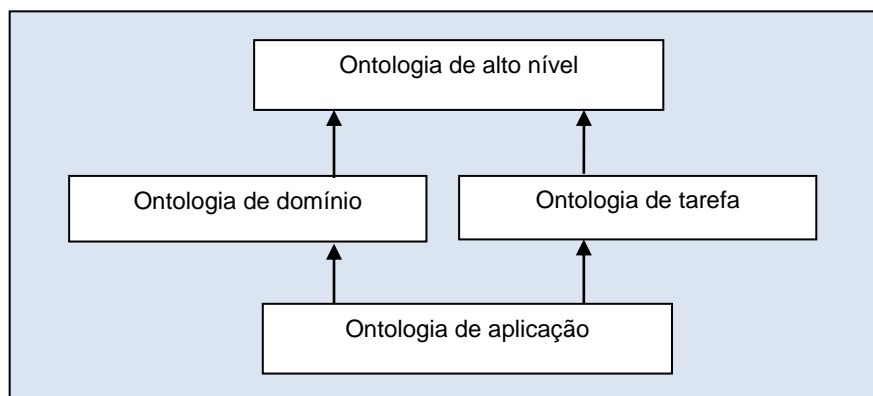 Ontologia de alto nível
Ontologia de domínio
Ontologia de tarefa
Ontologia de aplicação